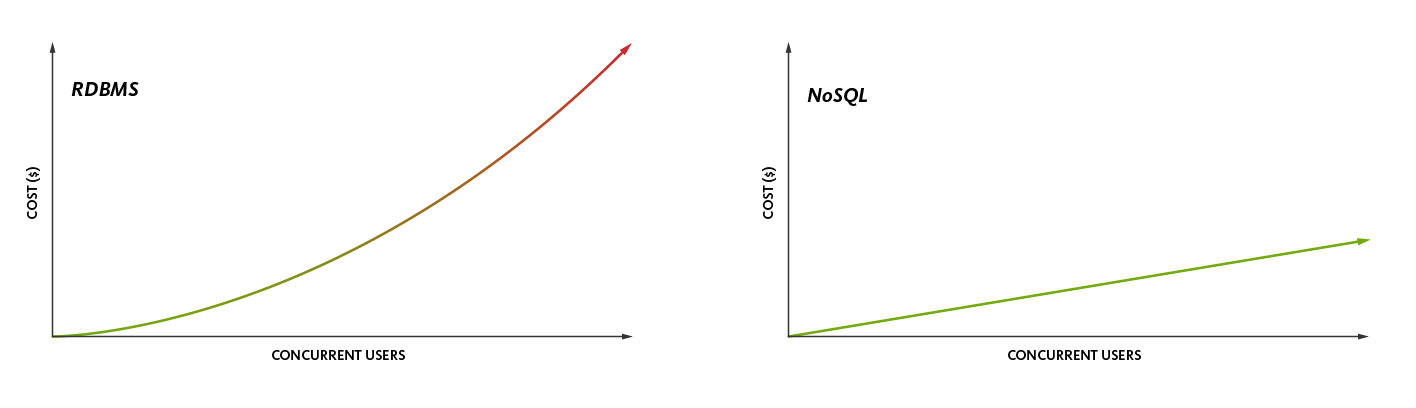 RDBMS
COST ($)
CONCURRENT USERS
NoSQL
COST ($)
CONCURRENT USERS